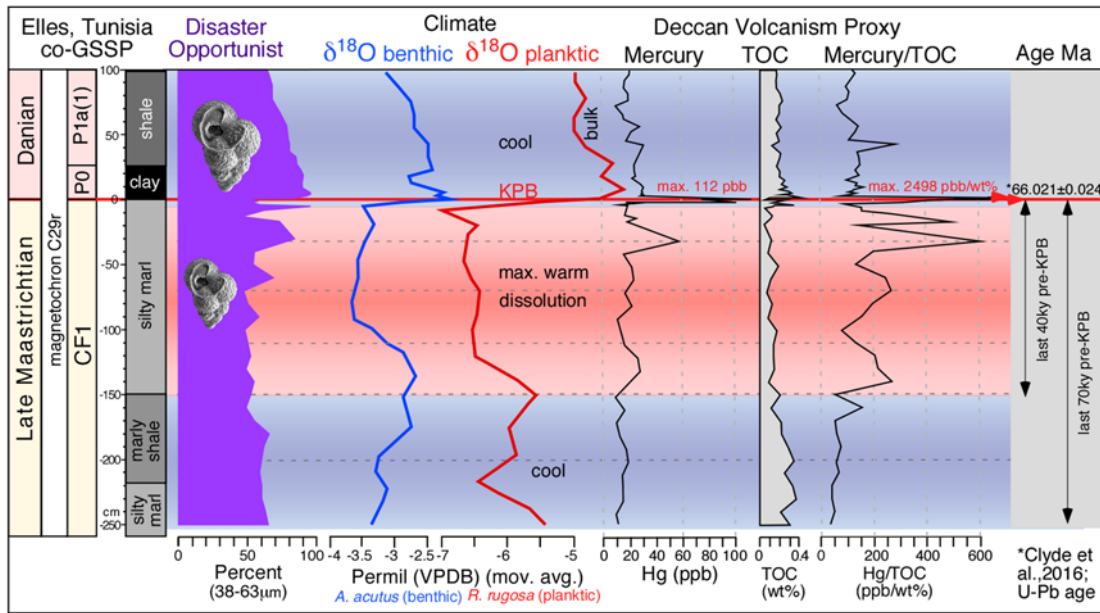 Elles, Tunisia
co-GSSP
Disaster
Opportunist
Climate
δ18O benthic
δ18O planktic
Deccan Volcanism Proxy
Mercury
TOC
Mercury/TOC
Age Ma
Danian
Late Maastrichtian
magnetochron C29r
P1a(1)
P0
CF1
shale
clay
silty marl
marly
shale
silty
marl
100
50
0
-50
-100
-150
-200
cm
-250
cool
bulk
KPB
max. 112 ppb
max. 2498 ppb/wt%
*66.021±0.024
max. warm
dissolution
cool
last 40ky pre-KPB
last 70ky pre-KPB
0 50 100
Percent
(38-63µm)
-4 -3.5 -3 -2.5
-7 -6 -5
Permil (VPDB) (mov. avg.)
A. acutus (benthic) R. rugosa (planktic)
0 20 40 60 80 100
Hg (ppb)
0 0.4
TOC
(wt%)
0 200 400 600
Hg/TOC
(ppb/wt%)
*Clyde et
al.,2016;
U-Pb age